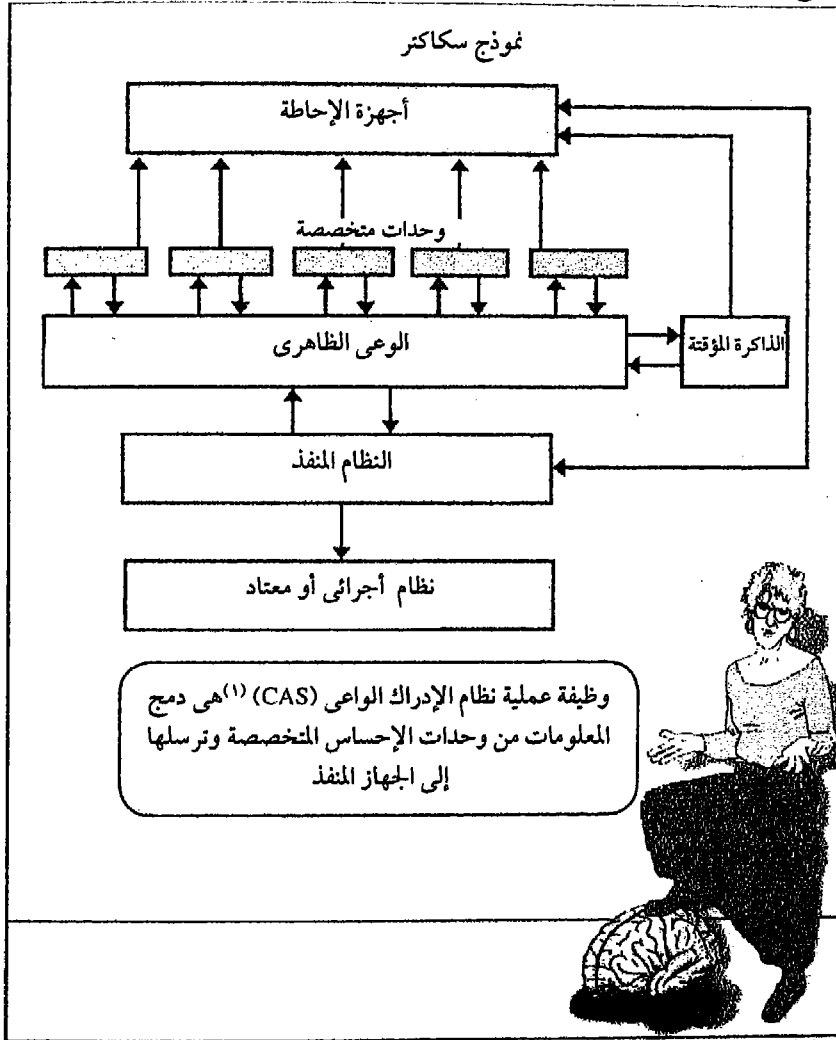 نموذج سكاكتر
أجهزة الإحاطة
وحدات متخصصة
الوعى الظاهرى
الذاكرة المؤقتة
النظام المنفذ
نظام أجرائى أو معتاد
وظيفة عملية نظام الإدراك الواعى (CAS) (١)هى دمج
المعلومات من وحدات الإحساس المتخصصة وترسلها
إلى الجهاز المنفذ